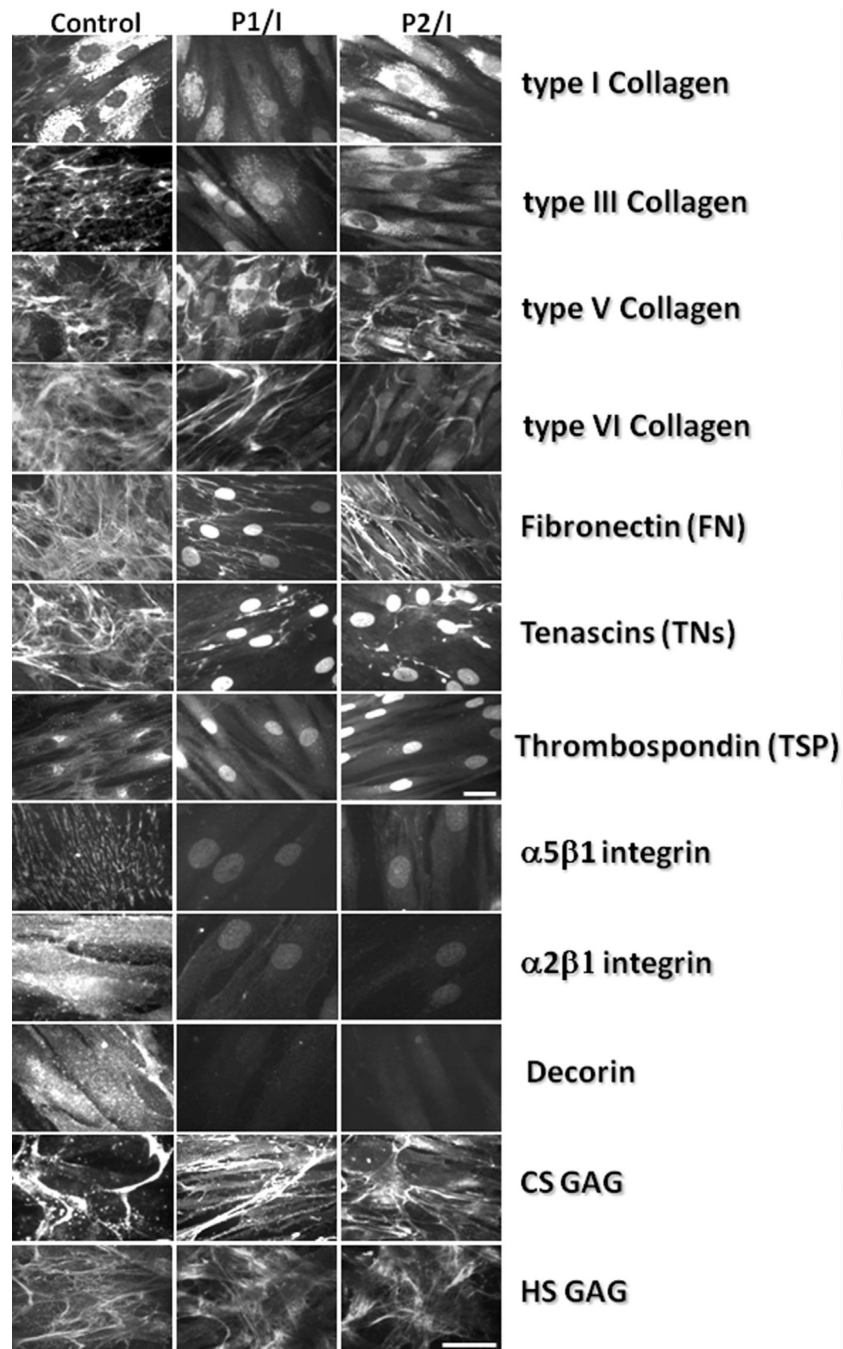 Control P1/I P2/I
type I Collagen
type III Collagen
type V Collagen
type VI Collagen
Fibronectin (FN)
Tenascins (TNs)
Thrombospondin (TSP)
α5β1 integrin
α2β1 integrin
Decorin
CS GAG
HS GAG